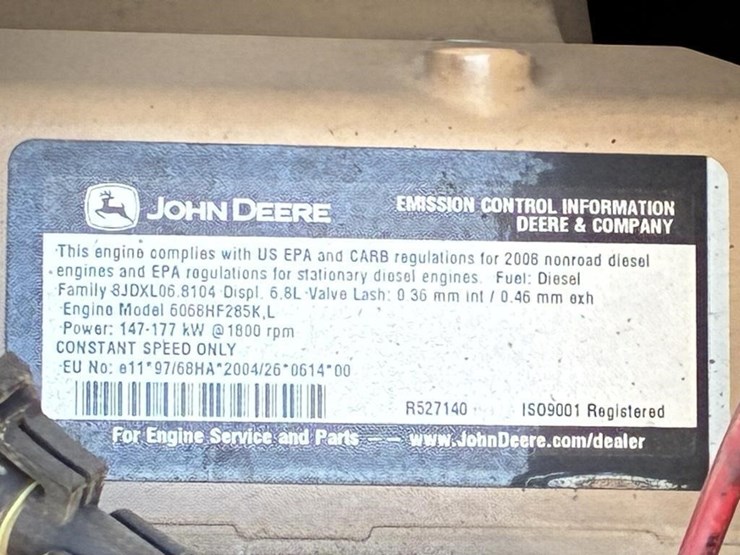 JOHN DEERE
EMISSION CONTROL INFORMATION
DEERE & COMPANY
This engine complies with US EPA and CARB regulations for 2008 nonroad diesel
engines and EPA regulations for stationary diesel engines. Fuel: Diesel
Family 8JDXL06.8104 Displ. 6.8L Valve Lash: 0.36 mm int / 0.46 mm exh
Engine Model 6068HF285K,L
Power: 147-177 kW @ 1800 rpm
CONSTANT SPEED ONLY
EU No: e11*97/68HA*2004/26*0614*00
R527140 ISO9001 Registered
For Engine Service and Parts –– www.JohnDeere.com/dealer